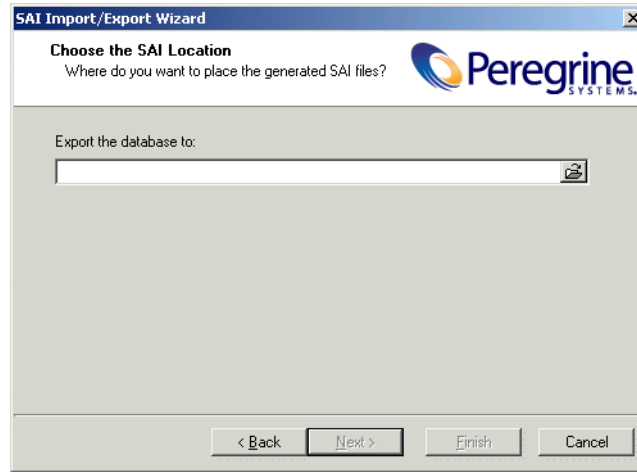 SAI Import/Export Wizard
Choose the SAI Location
Where do you want to place the generated SAI files?
Peregrine
SYSTEMS
Export the database to:
< Back
Next >
Finish
Cancel